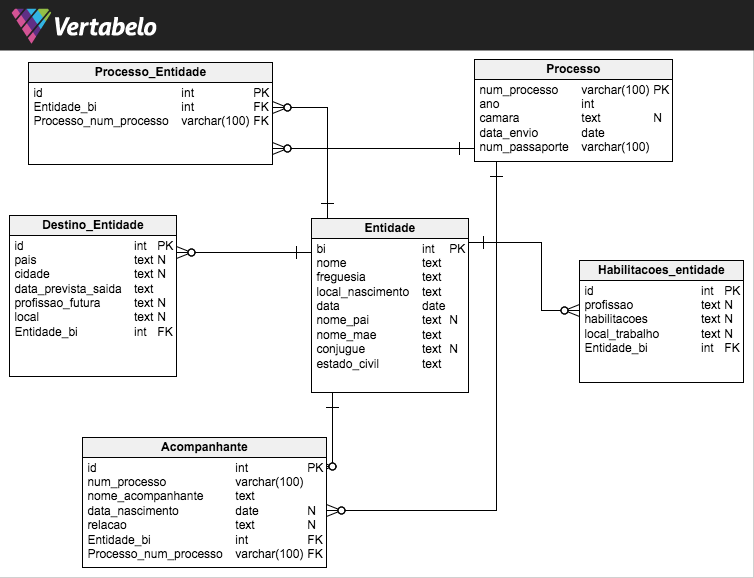 Vertabelo
Processo_Entidade
id int PK
Entidade_bi int FK
Processo_num_processo varchar(100) FK
Processo
num_processo varchar(100) PK
ano int
camara text N
data_envio date
num_passaporte varchar(100)
Destino_Entidade
id int PK
pais text N
cidade text N
data_prevista_saida text
profissao_futura text N
local text N
Entidade_bi int FK
Entidade
bi int PK
nome text
freguesia text
local_nascimento text
data date
nome_pai text N
nome_mae text
conjugue text N
estado_civil text
Habilitacoes_entidade
id int PK
profissao text N
habilitacoes text N
local_trabalho text N
Entidade_bi int FK
Acompanhante
id int PK
num_processo varchar(100)
nome_acompanhante text
data_nascimento date N
relacao text N
Entidade_bi int FK
Processo_num_processo varchar(100) FK